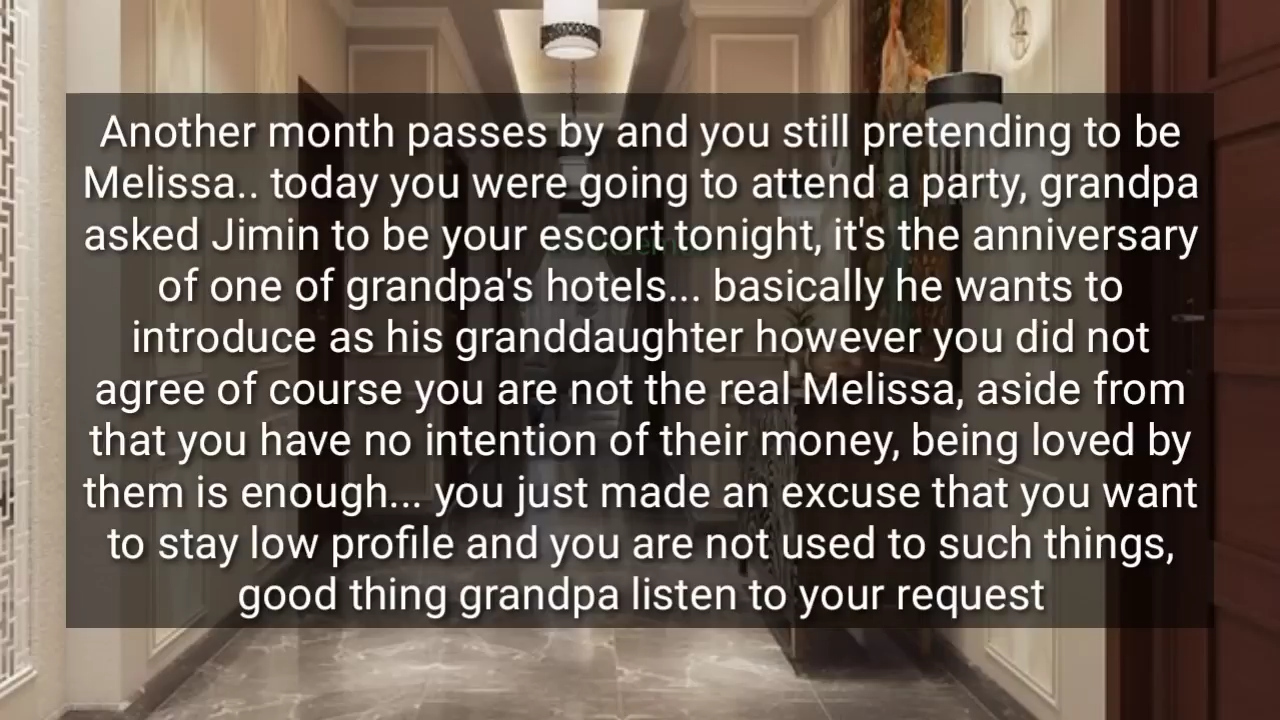 Another month passes by and you still pretending to be
Melissa.. today you were going to attend a party, grandpa
asked Jimin to be your escort tonight, it's the anniversary
of one of grandpa's hotels... basically he wants to
introduce as his granddaughter however you did not
agree of course you are not the real Melissa, aside from
that you have no intention of their money, being loved by
them is enough... you just made an excuse that you want
to stay low profile and you are not used to such things,
good thing grandpa listen to your request